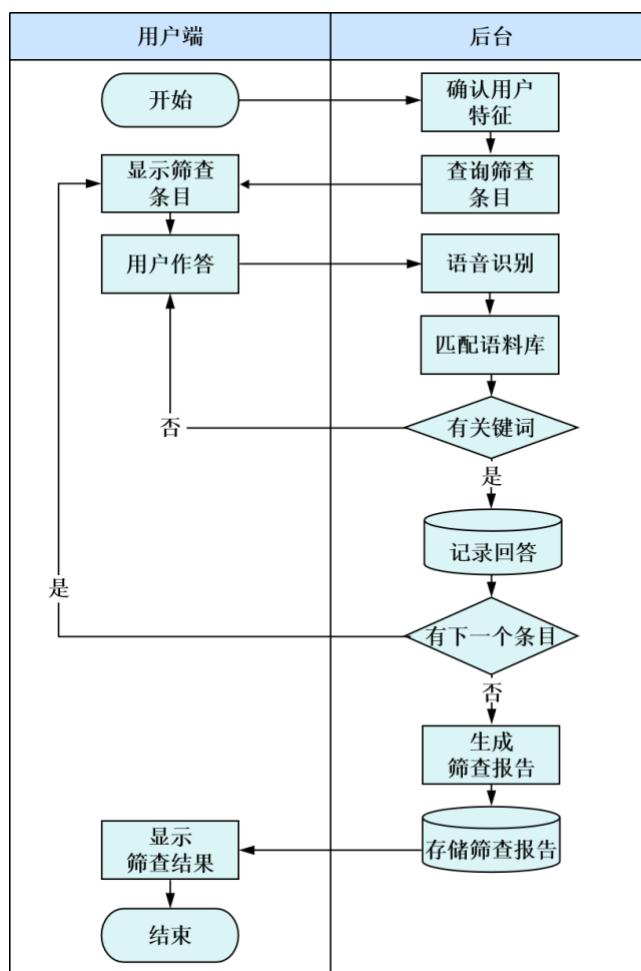 用户端
后台
开始
确认用户
特征
显示筛查
条目
查询筛查
条目
用户作答
语音识别
匹配语料库
否
有关键词
是
记录回答
是
有下一个条目
否
生成
筛查报告
显示
筛查结果
存储筛查报告
结束